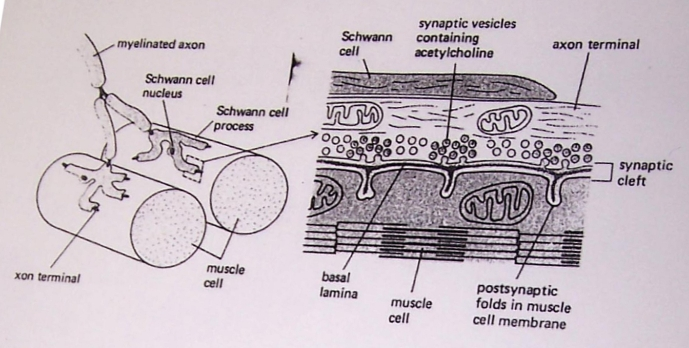 myelinated axon
Schwann cell
nucleus
Schwann cell
process
xon terminal
muscle
cell
Schwann
cell
synaptic vesicles
containing
acetylcholine
axon terminal
synaptic
cleft
basal
lamina
muscle
cell
postsynaptic
folds in muscle
cell membrane